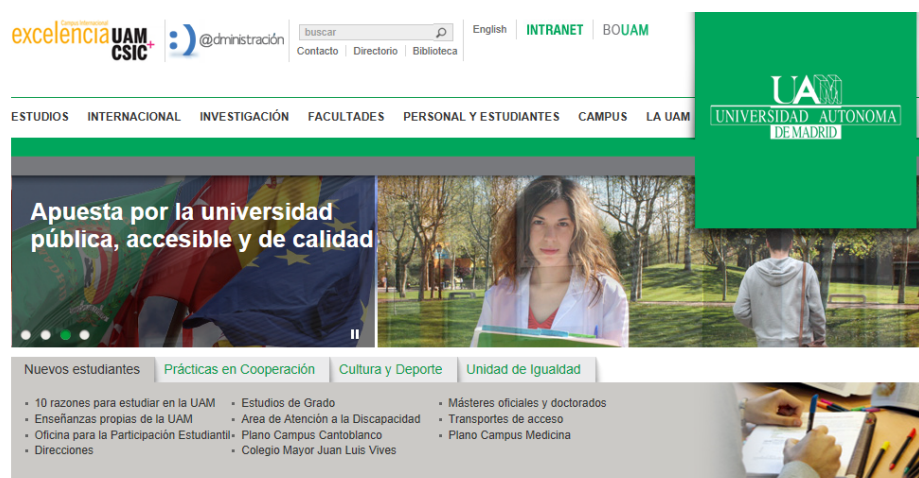 Campus Internacional
excelencia UAM
CSIC+
:) @dministración
buscar
Contacto | Directorio | Biblioteca
English
INTRANET
BOUAM
UAM
UNIVERSIDAD AUTONOMA
DE MADRID
ESTUDIOS INTERNACIONAL INVESTIGACIÓN FACULTADES PERSONAL Y ESTUDIANTES CAMPUS LA UAM
Apuesta por la universidad
pública, accesible y de calidad
Nuevos estudiantes
Prácticas en Cooperación
Cultura y Deporte
Unidad de Igualdad
10 razones para estudiar en la UAM
Enseñanzas propias de la UAM
Oficina para la Participación Estudiantil
Direcciones
Estudios de Grado
Area de Atención a la Discapacidad
Plano Campus Cantoblanco
Colegio Mayor Juan Luis Vives
Másteres oficiales y doctorados
Transportes de acceso
Plano Campus Medicina